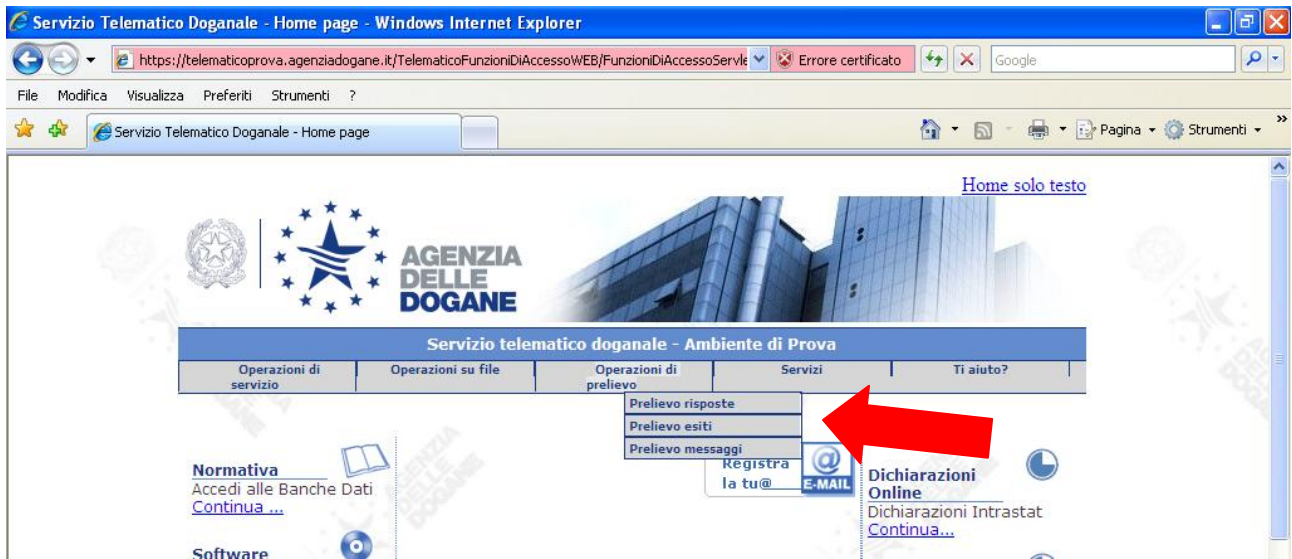 Servizio Telematico Doganale - Home page - Windows Internet Explorer
https://telematicoprova.agenziadogane.it/TelematicoFunzioniDiAccessoWEB/FunzioniDiAccessoServle Errore certificato Google
File Modifica Visualizza Preferiti Strumenti ?
Servizio Telematico Doganale - Home page Pagina Strumenti »
Home solo testo
AGENZIA
DELLE
DOGANE
Servizio telematico doganale - Ambiente di Prova
Operazioni di servizio
Operazioni su file
Operazioni di prelievo
Servizi
Ti aiuto?
Prelievo risposte
Prelievo esiti
Prelievo messaggi
Normativa
Accedi alle Banche Dati
Continua ...
Software
Registra
la tu@
@
E-MAIL
Dichiarazioni
Online
Dichiarazioni Intrastat
Continua...